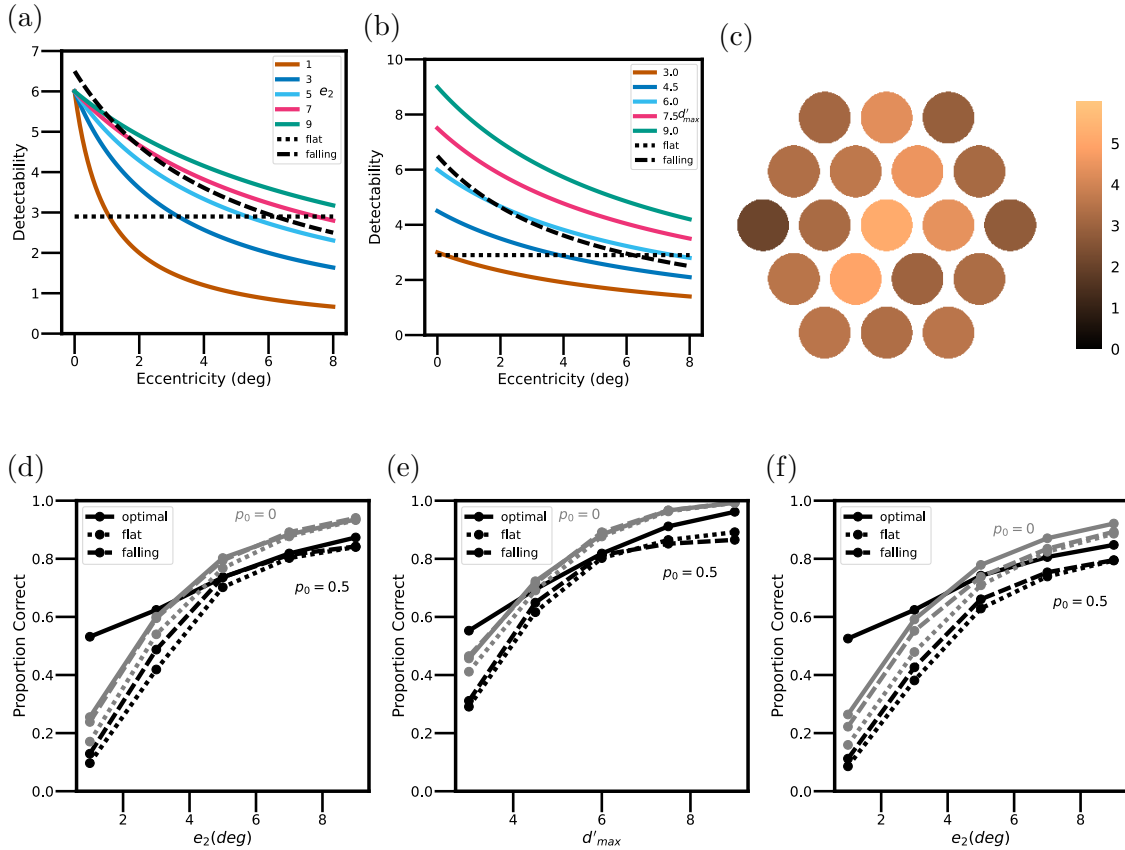 (a)
7
6
5
4
3
2
1
0
0 2 4 6 8
Detectability
Eccentricity (deg)
1
3
5
7
9
flat
falling
e₂
(b)
10
8
6
4
2
0
0 2 4 6 8
Detectability
Eccentricity (deg)
3.0
4.5
6.0
7.5
9.0
flat
falling
d'max
(c)
5
4
3
2
1
0
(d)
1.0
0.8
0.6
0.4
0.2
0.0
2 4 6 8
Proportion Correct
e₂(deg)
optimal
flat
falling
p₀ = 0
p₀ = 0.5
(e)
1.0
0.8
0.6
0.4
0.2
0.0
4 6 8
Proportion Correct
d'max
optimal
flat
falling
p₀ = 0
p₀ = 0.5
(f)
1.0
0.8
0.6
0.4
0.2
0.0
2 4 6 8
Proportion Correct
e₂(deg)
optimal
flat
falling
p₀ = 0
p₀ = 0.5